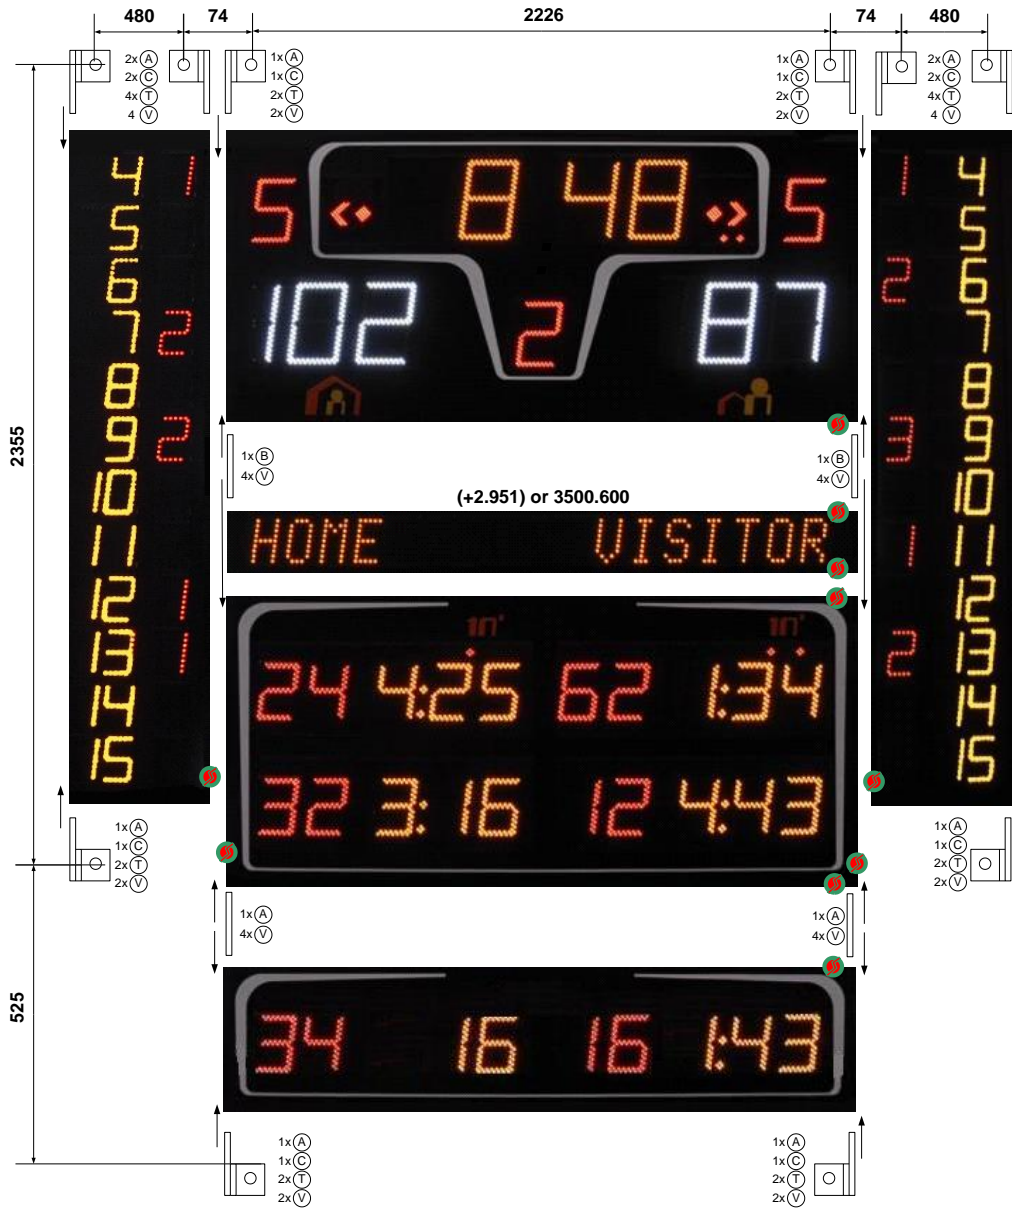 480 74 2226 74 480
2x A
2x C
4x T
4 V
1x A
1x C
2x T
2x V
1x A
1x C
2x T
2x V
2x A
2x C
4x T
4 V
4 1
5
6
7 2
8
9 2
10
11
12 1
13 1
14
15
5 8 48 5
102 2 87
1 4
5
2 6
7
8
3 9
10
1 11
12
2 13
14
15
2355
1x B
4x V
1x B
4x V
(+2.951) or 3500.600
HOME VISITOR
10' 10'
24 4:25 62 1:34
32 3:16 12 4:43
1x A
1x C
2x T
2x V
1x A
1x C
2x T
2x V
1x A
4x V
1x A
4x V
525
34 16 16 1:43
1x A
1x C
2x T
2x V
1x A
1x C
2x T
2x V